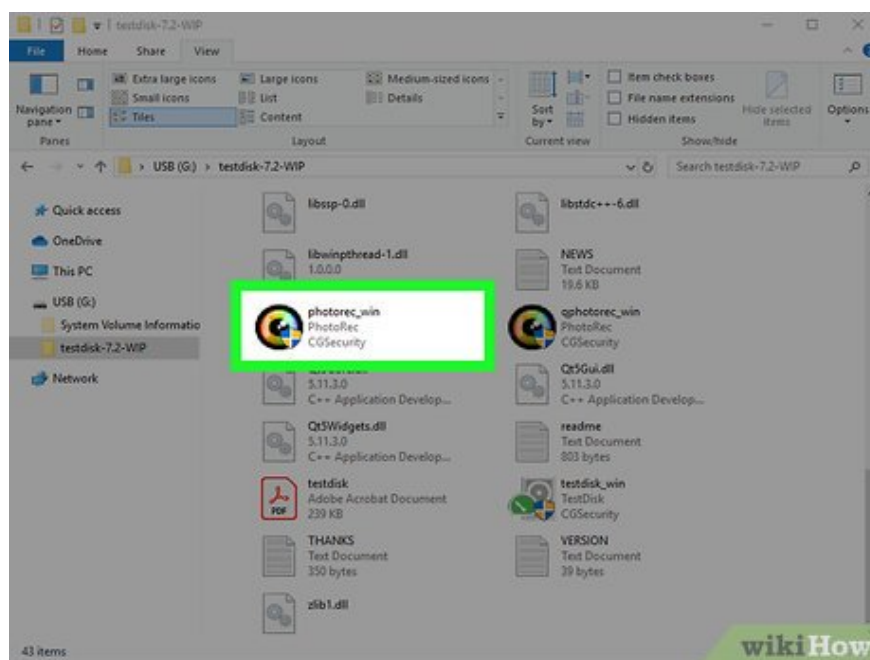 testdisk-7.2-WIP
File Home Share View
Extra large icons Large icons Medium-sized icons
Small icons List Details
Tiles Content
Navigation pane
Sort by
Item check boxes
File name extensions
Hidden items
Hide selected items
Options
Panes Layout Current view Show/hide
USB (G:) > testdisk-7.2-WIP
Search testdisk-7.2-WIP
Quick access
OneDrive
This PC
USB (G:)
System Volume Informatio
testdisk-7.2-WIP
Network
libssp-0.dll
libstdc++-6.dll
libwinpthread-1.dll
1.0.0.0
NEWS
Text Document
19.6 KB
photorec_win
PhotoRec
CGSecurity
qphotorec_win
PhotoRec
CGSecurity
5.11.3.0
C++ Application Develop...
Qt5Gui.dll
5.11.3.0
C++ Application Develop...
Qt5Widgets.dll
5.11.3.0
C++ Application Develop...
readme
Text Document
803 bytes
PDF
testdisk
Adobe Acrobat Document
239 KB
testdisk_win
TestDisk
CGSecurity
THANKS
Text Document
350 bytes
VERSION
Text Document
39 bytes
zlib1.dll
43 items
wikiHow